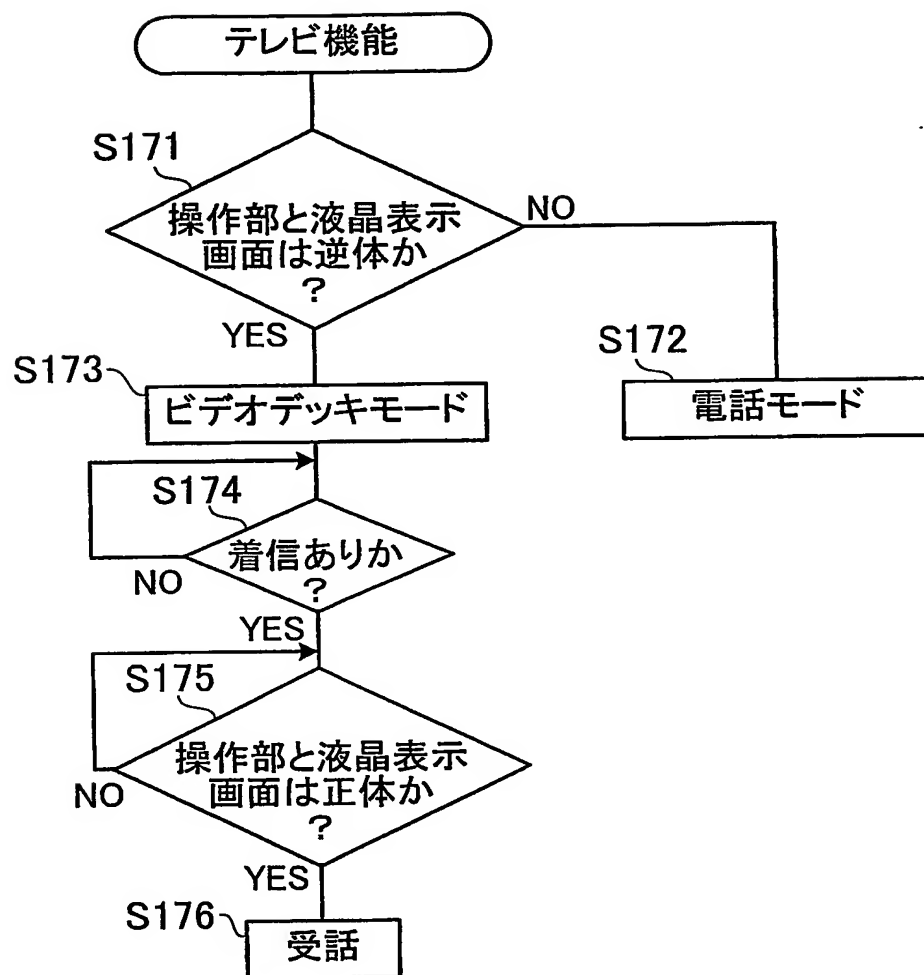 テレビ機能
S171
操作部と液晶表示
画面は逆体か
?
NO
YES
S172
電話モード
S173
ビデオデッキモード
S174
着信ありか
?
NO
YES
S175
操作部と液晶表示
画面は正体か
?
NO
YES
S176
受話